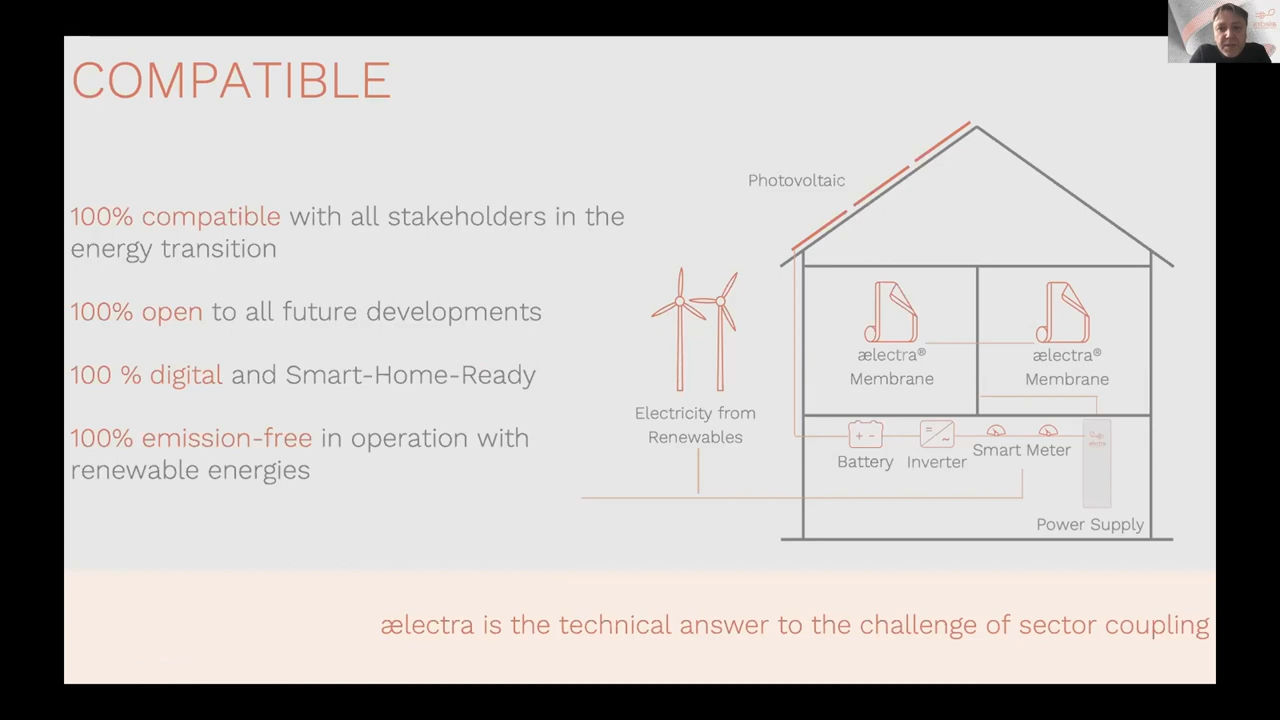 COMPATIBLE
100% compatible with all stakeholders in the
energy transition
100% open to all future developments
100 % digital and Smart-Home-Ready
100% emission-free in operation with
renewable energies
Photovoltaic
Electricity from
Renewables
ælectra®
Membrane
ælectra®
Membrane
Battery
Inverter
Smart Meter
Power Supply
ælectra is the technical answer to the challenge of sector coupling